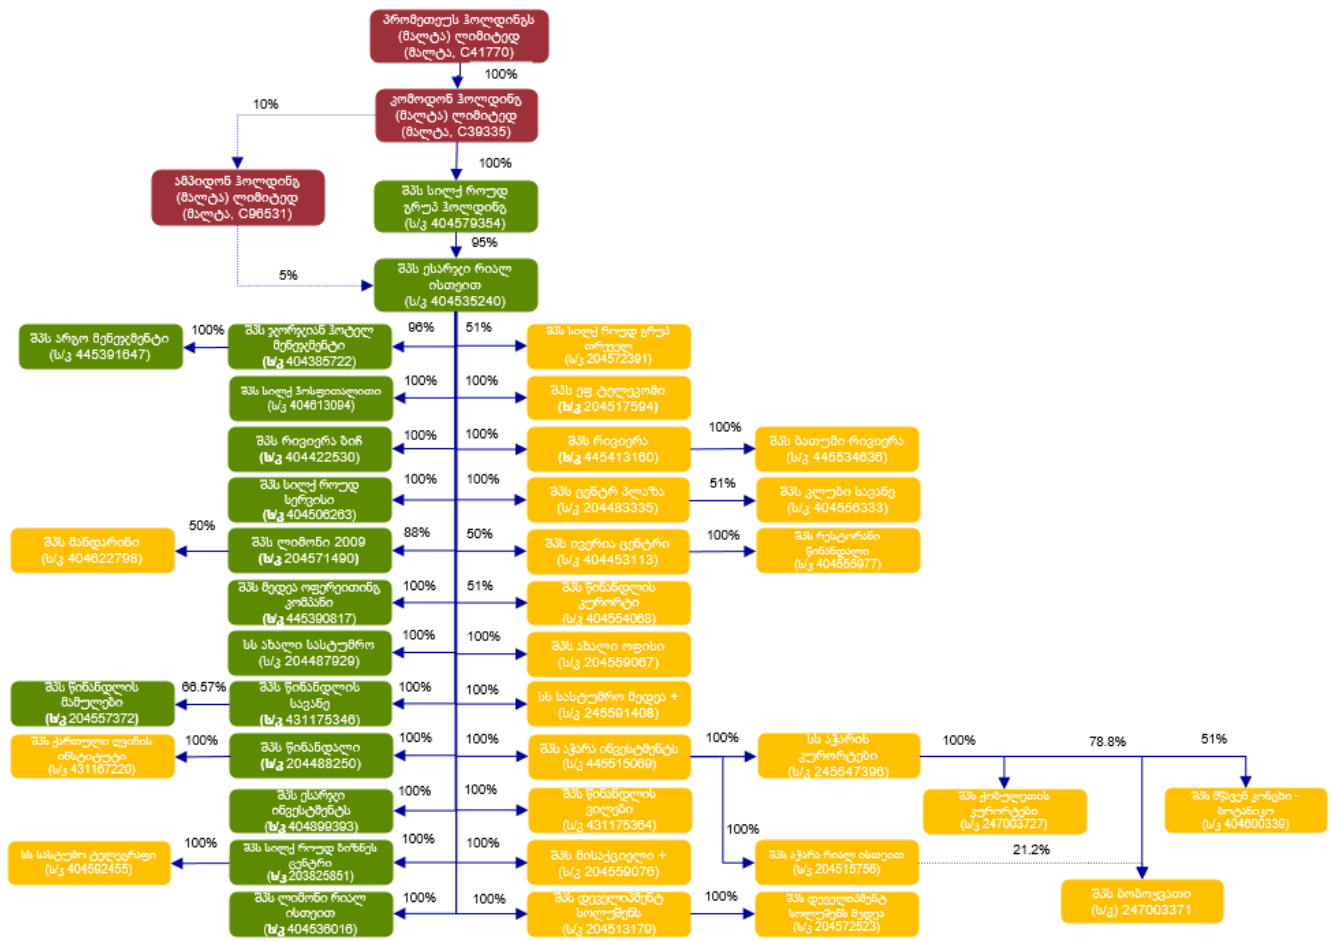 პრომეთეუს ჰოლდინგს
(მალტა) ლიმიტედ
(მალტა, C41770)
100%
კომოდონ ჰოლდინგ
(მალტა) ლიმიტედ
(მალტა, C39335)
10%
100%
ამპიდონ ჰოლდინგ
(მალტა) ლიმიტედ
(მალტა, C96531)
შპს სილქ როუდ
გრუპ ჰოლდინგ
(ს/კ 404579354)
95%
5%
შპს ესარჯი რიალ
ისთეით
(ს/კ 404535240)
შპს არგო მენეჯმენტი
(ს/კ 445391647)
100%
შპს ჯორჯიან ჰოტელ
მენეჯმენტი
(ს/კ 404385722)
96%
51%
შპს სილქ როუდ გრუპ
თრეველ
(ს/კ 204572391)
შპს სილქ ჰოსფითალითი
(ს/კ 404613094)
100%
100%
შპს ეფ ტელეკომი
(ს/კ 204517594)
შპს რივიერა ბიჩ
(ს/კ 404422530)
100%
100%
შპს რივიერა
(ს/კ 445413160)
100%
შპს ბათუმი რივიერა
(ს/კ 445534636)
შპს სილქ როუდ
სერვისი
(ს/კ 404506263)
100%
100%
შპს ცენტრ პლაზა
(ს/კ 204483335)
51%
შპს კლუბი სავანე
(ს/კ 404556333)
შპს მანდარინი
(ს/კ 404622798)
50%
შპს ლიმონი 2009
(ს/კ 204571490)
88%
50%
შპს ივერია ცენტრი
(ს/კ 404453113)
100%
შპს რესტორანი
წინანდალი
(ს/კ 404555977)
შპს მედეა ოფერეითინგ
კომპანი
(ს/კ 445390817)
100%
51%
შპს წინანდლის
კურორტი
(ს/კ 404554068)
სს ახალი სასტუმრო
(ს/კ 204487929)
100%
100%
შპს ახალი ოფისი
(ს/კ 204559067)
შპს წინანდლის
მამულები
(ს/კ 204557372)
66.57%
შპს წინანდლის
სავანე
(ს/კ 431175346)
100%
100%
სს სასტუმრო მედეა +
(ს/კ 245591408)
შპს ქართული ღვინის
ინსტიტუტი
(ს/კ 431167220)
100%
შპს წინანდალი
(ს/კ 204488250)
100%
100%
შპს აჭარა ინვესტმენტს
(ს/კ 445515069)
100%
სს აჭარის
კურორტები
(ს/კ 245547396)
100%
78.8%
51%
შპს ესარჯი
ინვესტმენტს
(ს/კ 404899393)
100%
100%
შპს წინანდლის
ვილები
(ს/კ 431175364)
შპს ქობულეთის
კურორტები
(ს/კ 247003727)
შპს მწვანე კონცხი -
ბოტანიკო
(ს/კ 404600339)
სს სასტუმო ტელეგრაფი
(ს/კ 404592455)
100%
შპს სილქ როუდ ბიზნეს
ცენტრი
(ს/კ 203825851)
100%
100%
შპს მისაქციელი +
(ს/კ 204559076)
100%
შპს აჭარა რიალ ისთეით
(ს/კ 204515756)
21.2%
შპს ბობოყვათი
(ს/კ) 247003371
შპს ლიმონი რიალ
ისთეით
(ს/კ 404536016)
100%
100%
შპს დეველოპმენტ
სოლუშენს
(ს/კ 204513179)
100%
შპს დეველოპმენტ
სოლუშენს მედეა
(ს/კ 204572523)